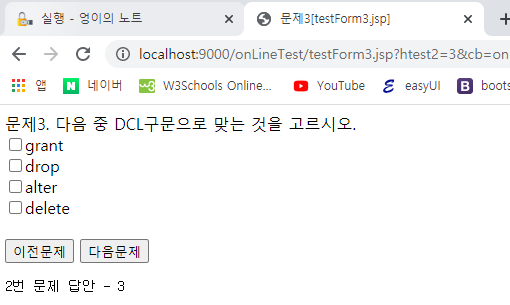 실행 - 엉이의 노트
문제3[testForm3.jsp]
localhost:9000/onLineTest/testForm3.jsp?htest2=3&cb=on
앱 네이버 W3Schools Online... YouTube easyUI boots
문제3. 다음 중 DCL구문으로 맞는 것을 고르시오.
grant
drop
alter
delete
이전문제 다음문제
2번 문제 답안 - 3